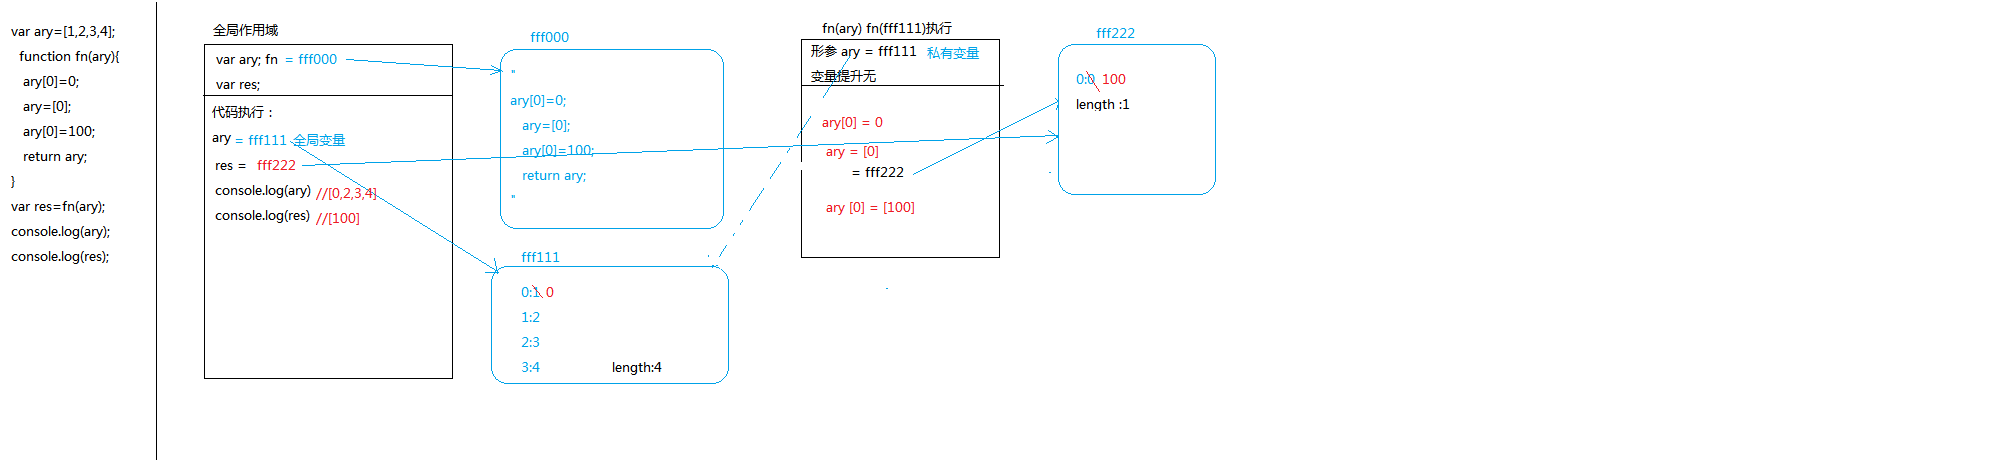 var ary=[1,2,3,4];
function fn(ary){
ary[0]=0;
ary=[0];
ary[0]=100;
return ary;
}
var res=fn(ary);
console.log(ary);
console.log(res);
全局作用域
var ary; fn = fff000
var res;
代码执行：
ary = fff111 全局变量
res = fff222
console.log(ary) //[0,2,3,4]
console.log(res) //[100]
fff000
"
ary[0]=0;
ary=[0];
ary[0]=100;
return ary;
"
fff111
0:1 0
1:2
2:3
3:4 length:4
fn(ary) fn(fff111)执行
形参 ary = fff111 私有变量
变量提升无
ary[0] = 0
ary = [0]
= fff222
ary [0] = [100]
fff222
0:0 100
length :1